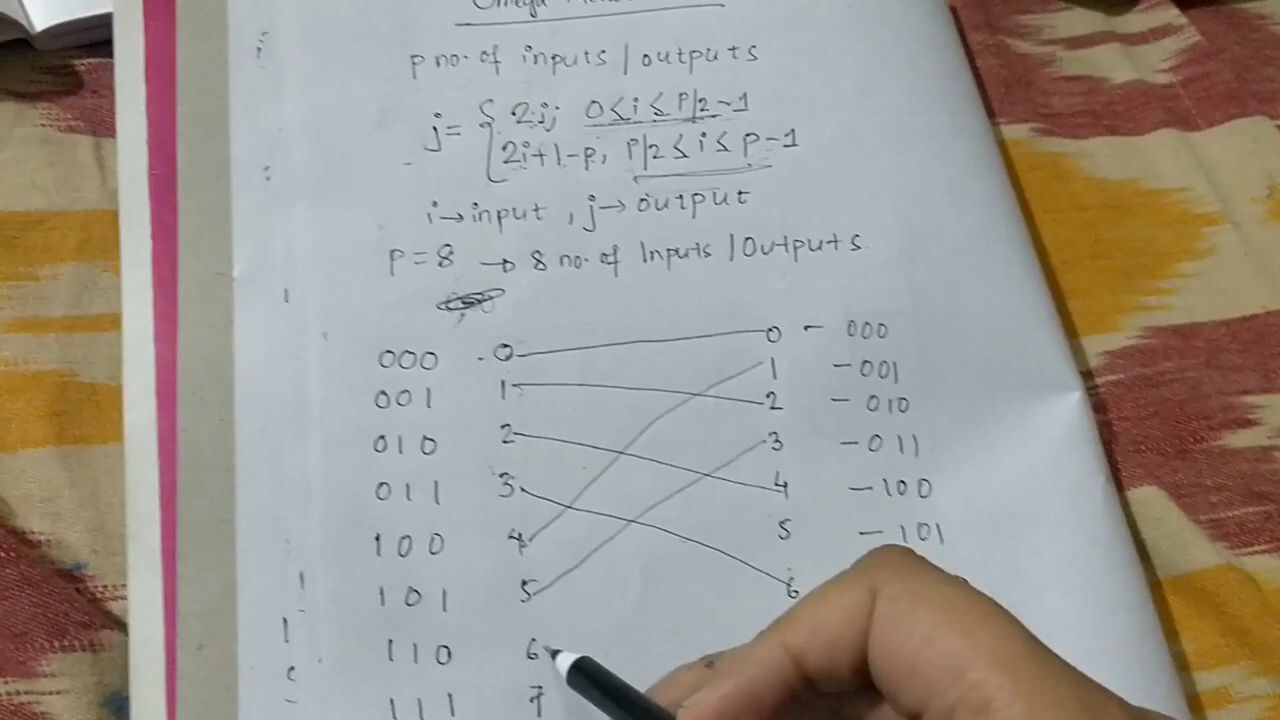 Omega
p no. of inputs / outputs
j = { 2i; 0 ≤ i ≤ P/2 - 1
2i+1-p, P/2 ≤ i ≤ p-1
i → input, j → output
P = 8 → 8 no. of Inputs / Outputs
000 0 0 - 000
001 1 1 - 001
010 2 2 - 010
011 3 3 - 011
100 4 4 - 100
101 5 5 - 101
110 6 6
111 7